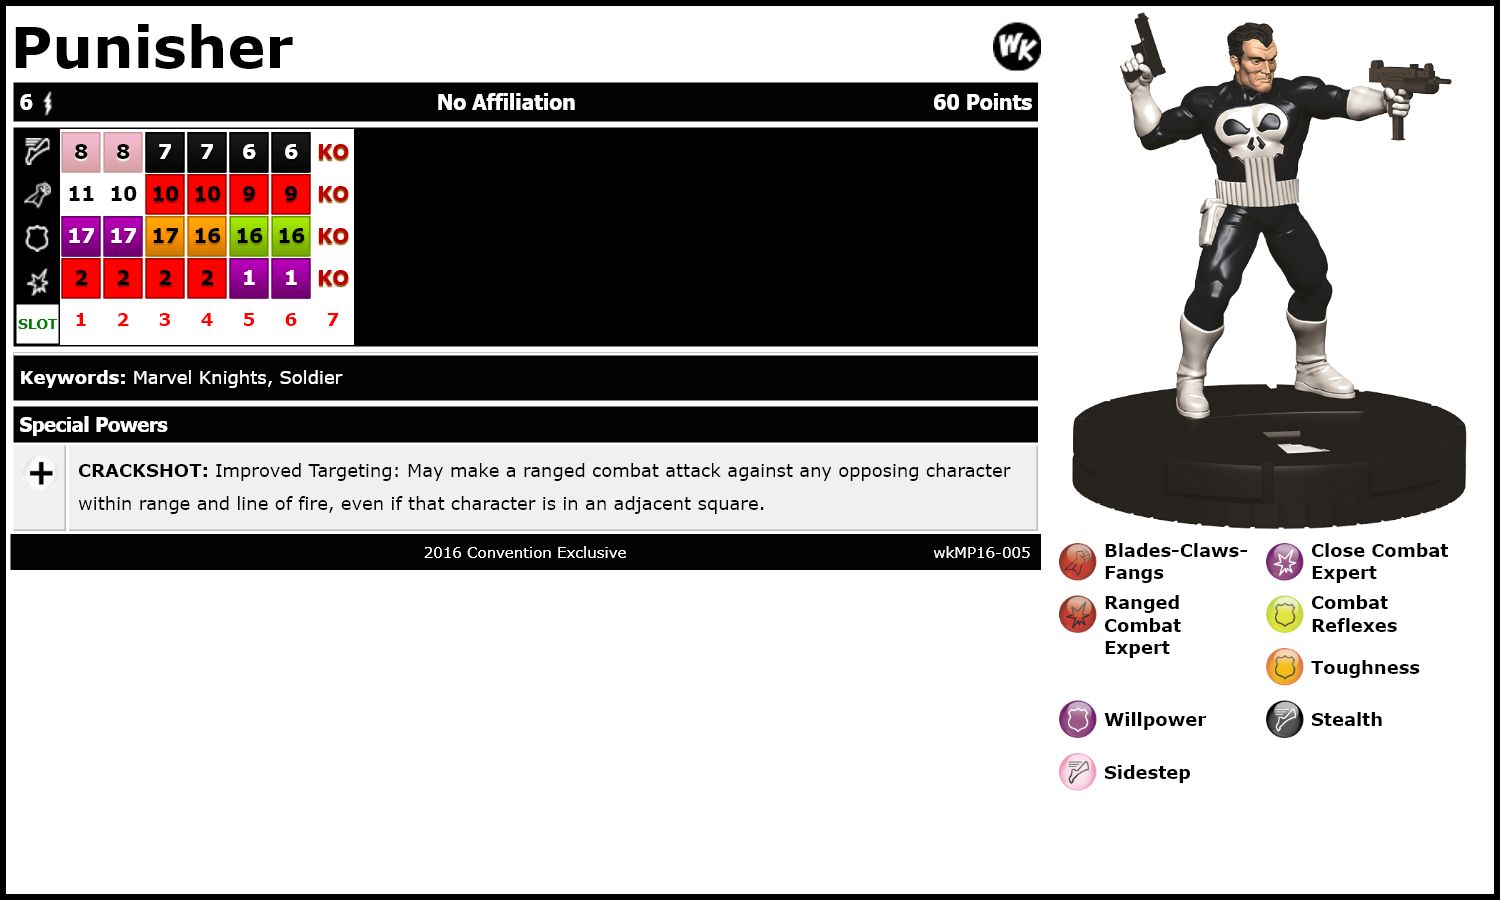 Punisher
WK
6 No Affiliation 60 Points
8 8 7 7 6 6 KO
11 10 10 10 9 9 KO
17 17 17 16 16 16 KO
2 2 2 2 1 1 KO
SLOT 1 2 3 4 5 6 7
Keywords: Marvel Knights, Soldier
Special Powers
+ CRACKSHOT: Improved Targeting: May make a ranged combat attack against any opposing character
within range and line of fire, even if that character is in an adjacent square.
2016 Convention Exclusive wkMP16-005
Blades-Claws-
Fangs
Close Combat
Expert
Ranged
Combat
Expert
Combat
Reflexes
Toughness
Willpower
Stealth
Sidestep